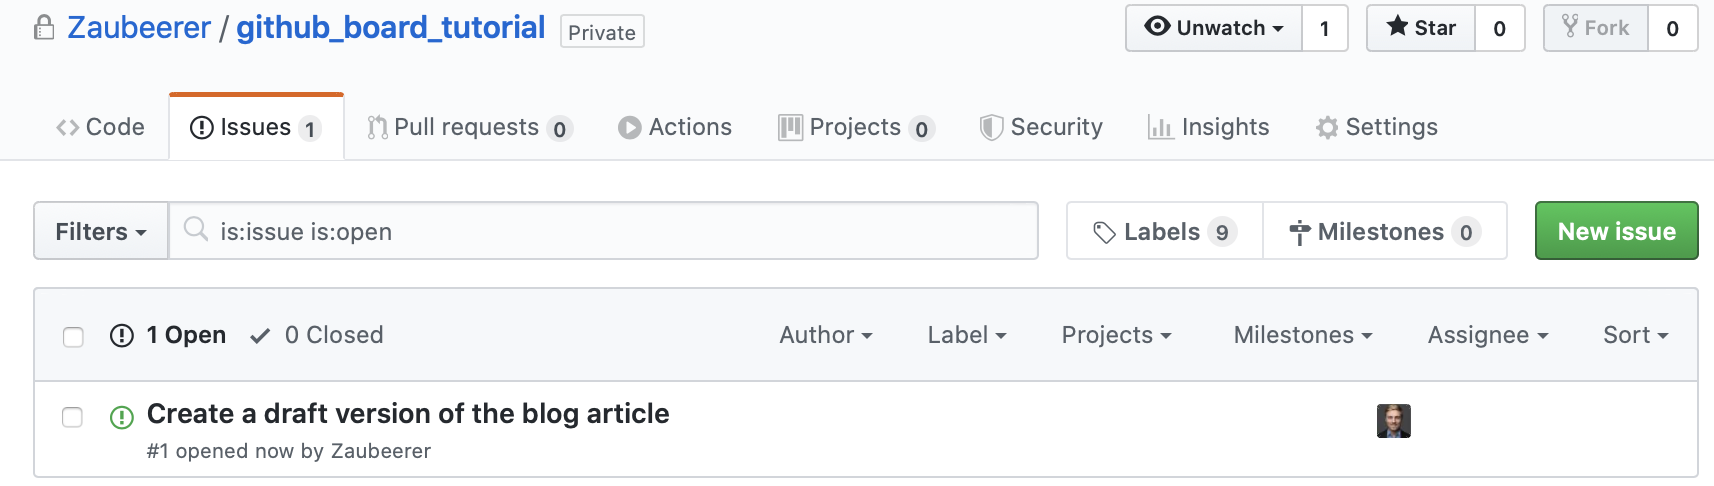 Zaubeerer / github_board_tutorial Private Unwatch 1 Star 0 Fork 0
Code Issues 1 Pull requests 0 Actions Projects 0 Security Insights Settings
Filters is:issue is:open Labels 9 Milestones 0 New issue
1 Open 0 Closed Author Label Projects Milestones Assignee Sort
Create a draft version of the blog article
#1 opened now by Zaubeerer